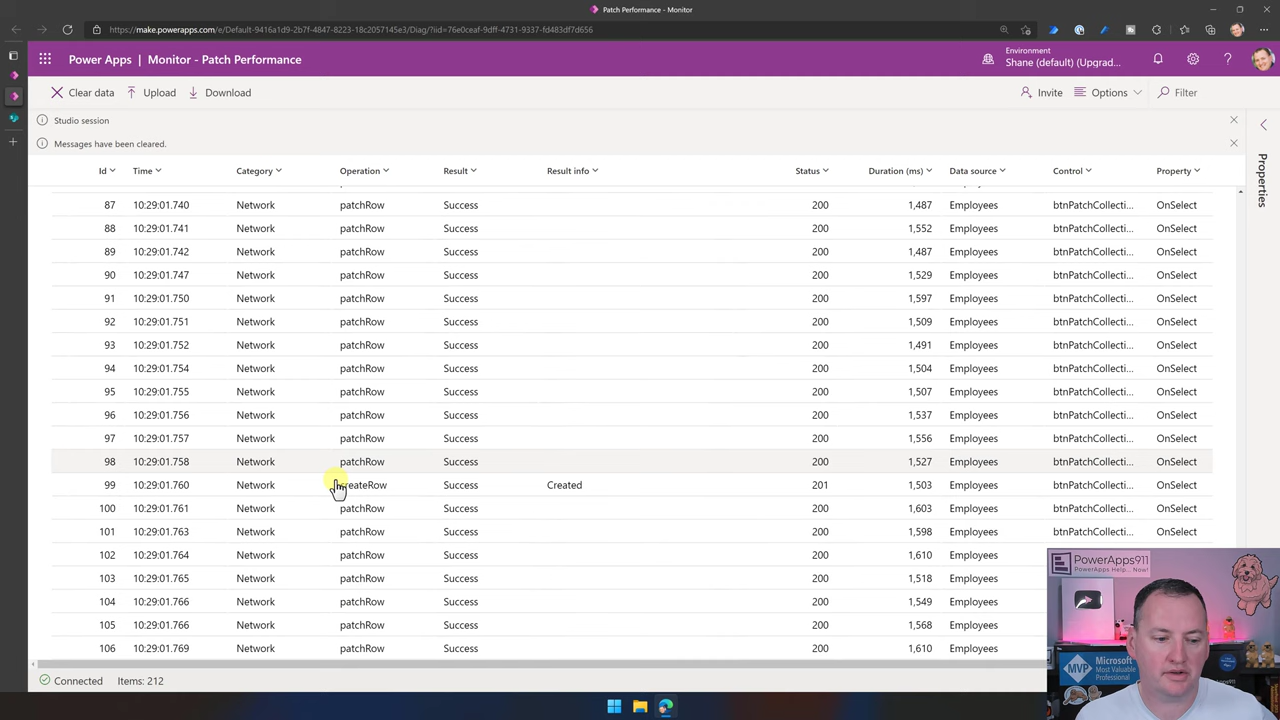 Patch Performance - Monitor
https://make.powerapps.com/e/Default-9416a1d9-2b7f-4847-8223-18c2057145e3/Diag/?iid=76e0ceaf-9dff-4731-9337-fd483fd7d656
Power Apps | Monitor - Patch Performance
Environment
Shane (default) (Upgrad...
Clear data Upload Download Invite Options Filter
Studio session
Messages have been cleared.
Properties
Id Time Category Operation Result Result info Status Duration (ms) Data source Control Property
87 10:29:01.740 Network patchRow Success 200 1,487 Employees btnPatchCollecti... OnSelect
88 10:29:01.741 Network patchRow Success 200 1,552 Employees btnPatchCollecti... OnSelect
89 10:29:01.742 Network patchRow Success 200 1,487 Employees btnPatchCollecti... OnSelect
90 10:29:01.747 Network patchRow Success 200 1,529 Employees btnPatchCollecti... OnSelect
91 10:29:01.750 Network patchRow Success 200 1,597 Employees btnPatchCollecti... OnSelect
92 10:29:01.751 Network patchRow Success 200 1,509 Employees btnPatchCollecti... OnSelect
93 10:29:01.752 Network patchRow Success 200 1,491 Employees btnPatchCollecti... OnSelect
94 10:29:01.754 Network patchRow Success 200 1,504 Employees btnPatchCollecti... OnSelect
95 10:29:01.755 Network patchRow Success 200 1,507 Employees btnPatchCollecti... OnSelect
96 10:29:01.756 Network patchRow Success 200 1,537 Employees btnPatchCollecti... OnSelect
97 10:29:01.757 Network patchRow Success 200 1,556 Employees btnPatchCollecti... OnSelect
98 10:29:01.758 Network patchRow Success 200 1,527 Employees btnPatchCollecti... OnSelect
99 10:29:01.760 Network createRow Success Created 201 1,503 Employees btnPatchCollecti... OnSelect
100 10:29:01.761 Network patchRow Success 200 1,603 Employees btnPatchCollecti... OnSelect
101 10:29:01.763 Network patchRow Success 200 1,598 Employees btnPatchCollecti... OnSelect
102 10:29:01.764 Network patchRow Success 200 1,610 Employees
103 10:29:01.765 Network patchRow Success 200 1,518 Employees
104 10:29:01.766 Network patchRow Success 200 1,549 Employees
105 10:29:01.766 Network patchRow Success 200 1,568 Employees
106 10:29:01.769 Network patchRow Success 200 1,610 Employees
PowerApps911
PowerApps Help... Now!
MVP
Microsoft
Most Valuable
Professional
Connected Items: 212